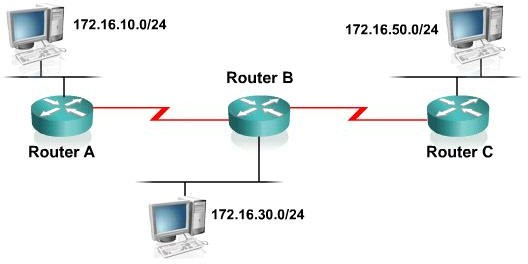 172.16.10.0/24
172.16.50.0/24
Router B
Router A
Router C
172.16.30.0/24